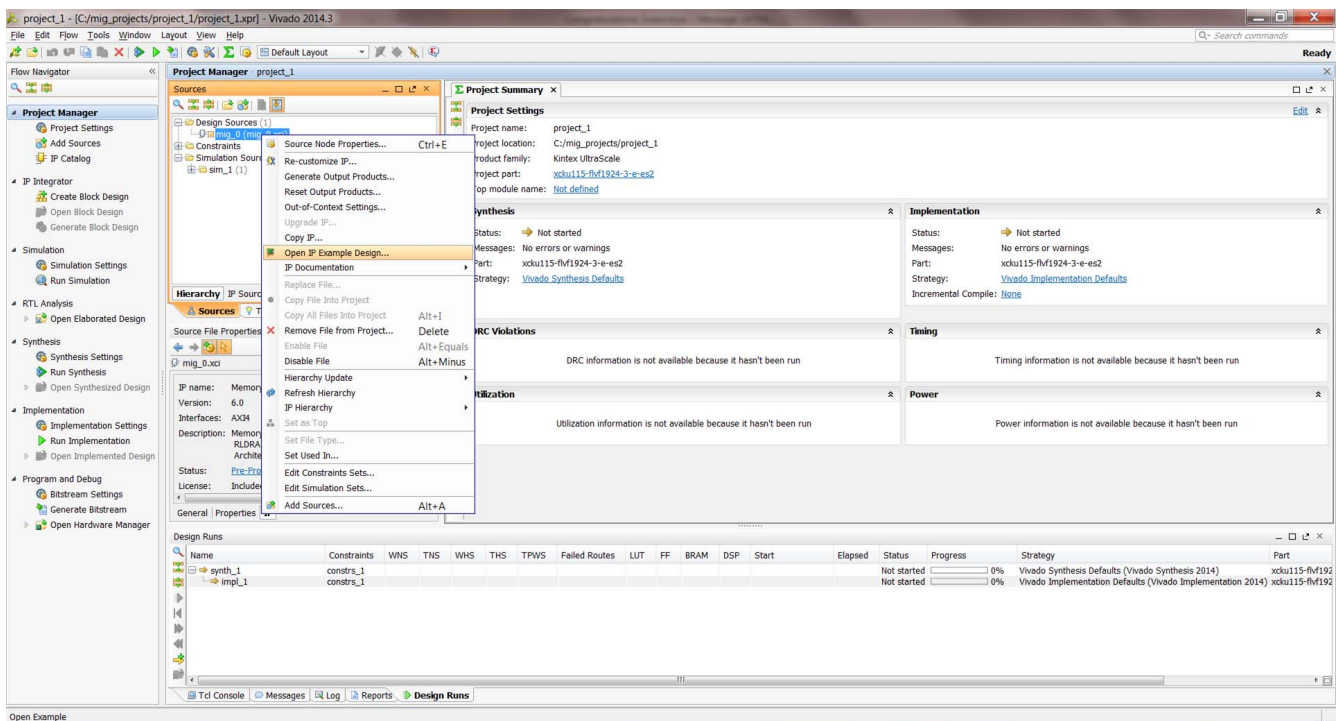 project_1 - [C:/mig_projects/project_1/project_1.xpr] - Vivado 2014.3
File Edit Flow Tools Window Layout View Help
Search commands
Default Layout
Ready
Flow Navigator
Project Manager
Project Settings
Add Sources
IP Catalog
IP Integrator
Create Block Design
Open Block Design
Generate Block Design
Simulation
Simulation Settings
Run Simulation
RTL Analysis
Open Elaborated Design
Synthesis
Synthesis Settings
Run Synthesis
Open Synthesized Design
Implementation
Implementation Settings
Run Implementation
Open Implemented Design
Program and Debug
Bitstream Settings
Generate Bitstream
Open Hardware Manager
Project Manager - project_1
Sources
Design Sources (1)
mig_0 (mig_0.xci)
Constraints
Simulation Sour
sim_1 (1)
Hierarchy IP Sourc
Sources T
Source File Properties
mig_0.xci
IP name: Memor
Version: 6.0
Interfaces: AXI4
Description: Memor
RLDRA
Archite
Status: Pre-Pro
License: Include
General Properties IP
Source Node Properties... Ctrl+E
Re-customize IP...
Generate Output Products...
Reset Output Products...
Out-of-Context Settings...
Upgrade IP...
Copy IP...
Open IP Example Design...
IP Documentation
Replace File...
Copy File Into Project
Copy All Files Into Project Alt+I
Remove File from Project... Delete
Enable File Alt+Equals
Disable File Alt+Minus
Hierarchy Update
Refresh Hierarchy
IP Hierarchy
Set as Top
Set File Type...
Set Used In...
Edit Constraints Sets...
Edit Simulation Sets...
Add Sources... Alt+A
Project Summary
Project Settings Edit
Project name: project_1
Project location: C:/mig_projects/project_1
Product family: Kintex UltraScale
Project part: xcku115-flvf1924-3-e-es2
Top module name: Not defined
Synthesis
Status: Not started
Messages: No errors or warnings
Part: xcku115-flvf1924-3-e-es2
Strategy: Vivado Synthesis Defaults
Implementation
Status: Not started
Messages: No errors or warnings
Part: xcku115-flvf1924-3-e-es2
Strategy: Vivado Implementation Defaults
Incremental Compile: None
DRC Violations
DRC information is not available because it hasn't been run
Timing
Timing information is not available because it hasn't been run
Utilization
Utilization information is not available because it hasn't been run
Power
Power information is not available because it hasn't been run
Design Runs
Name Constraints WNS TNS WHS THS TPWS Failed Routes LUT FF BRAM DSP Start Elapsed Status Progress Strategy Part
synth_1 constrs_1 Not started 0% Vivado Synthesis Defaults (Vivado Synthesis 2014) xcku115-flvf192
impl_1 constrs_1 Not started 0% Vivado Implementation Defaults (Vivado Implementation 2014) xcku115-flvf192
Tcl Console Messages Log Reports Design Runs
Open Example